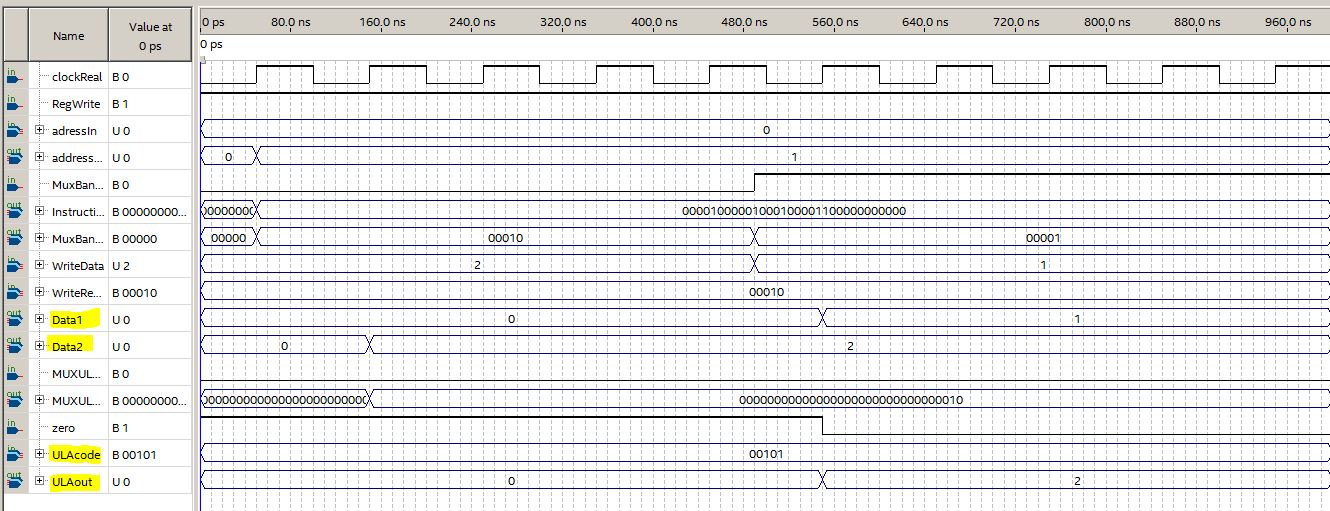 Name Value at 0 ps 0 ps 80.0 ns 160.0 ns 240.0 ns 320.0 ns 400.0 ns 480.0 ns 560.0 ns 640.0 ns 720.0 ns 800.0 ns 880.0 ns 960.0 ns
0 ps
in clockReal B 0
in RegWrite B 1
in adressIn U 0 0
out address... U 0 0 1
in MuxBan... B 0
out Instructi... B 00000000... 00001000001000100001100000000000
out MuxBan... B 00000 00000 00010 00001
in WriteData U 2 2 1
in WriteRe... B 00010 00010
out Data1 U 0 0 1
out Data2 U 0 0 2
in MUXUL... B 0
out MUXUL... B 00000000... 00000000000000000000000000000010
in zero B 1
in ULAcode B 00101 00101
out ULAout U 0 0 2